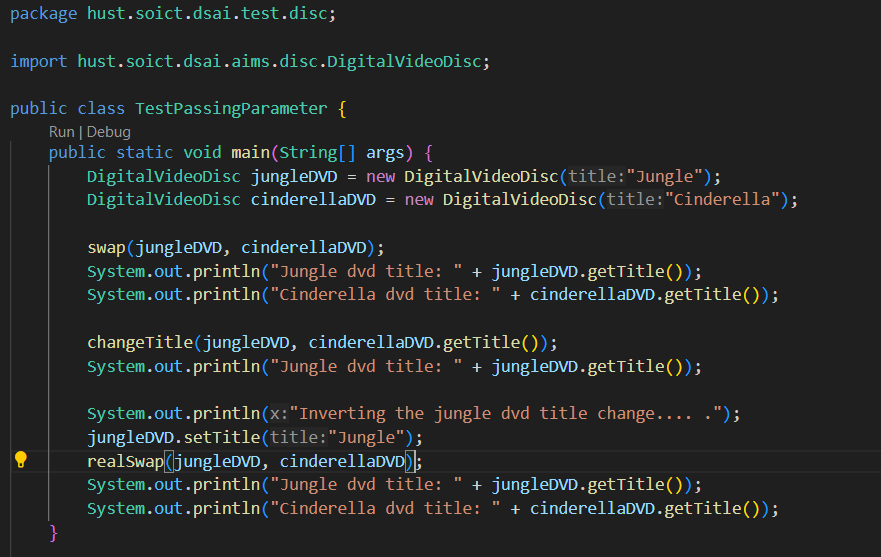 package hust.soict.dsai.test.disc;
import hust.soict.dsai.aims.disc.DigitalVideoDisc;
public class TestPassingParameter {
Run | Debug
public static void main(String[] args) {
DigitalVideoDisc jungleDVD = new DigitalVideoDisc(title:"Jungle");
DigitalVideoDisc cinderellaDVD = new DigitalVideoDisc(title:"Cinderella");
swap(jungleDVD, cinderellaDVD);
System.out.println("Jungle dvd title: " + jungleDVD.getTitle());
System.out.println("Cinderella dvd title: " + cinderellaDVD.getTitle());
changeTitle(jungleDVD, cinderellaDVD.getTitle());
System.out.println("Jungle dvd title: " + jungleDVD.getTitle());
System.out.println(x:"Inverting the jungle dvd title change.... .");
jungleDVD.setTitle(title:"Jungle");
realSwap(jungleDVD, cinderellaDVD);
System.out.println("Jungle dvd title: " + jungleDVD.getTitle());
System.out.println("Cinderella dvd title: " + cinderellaDVD.getTitle());
}